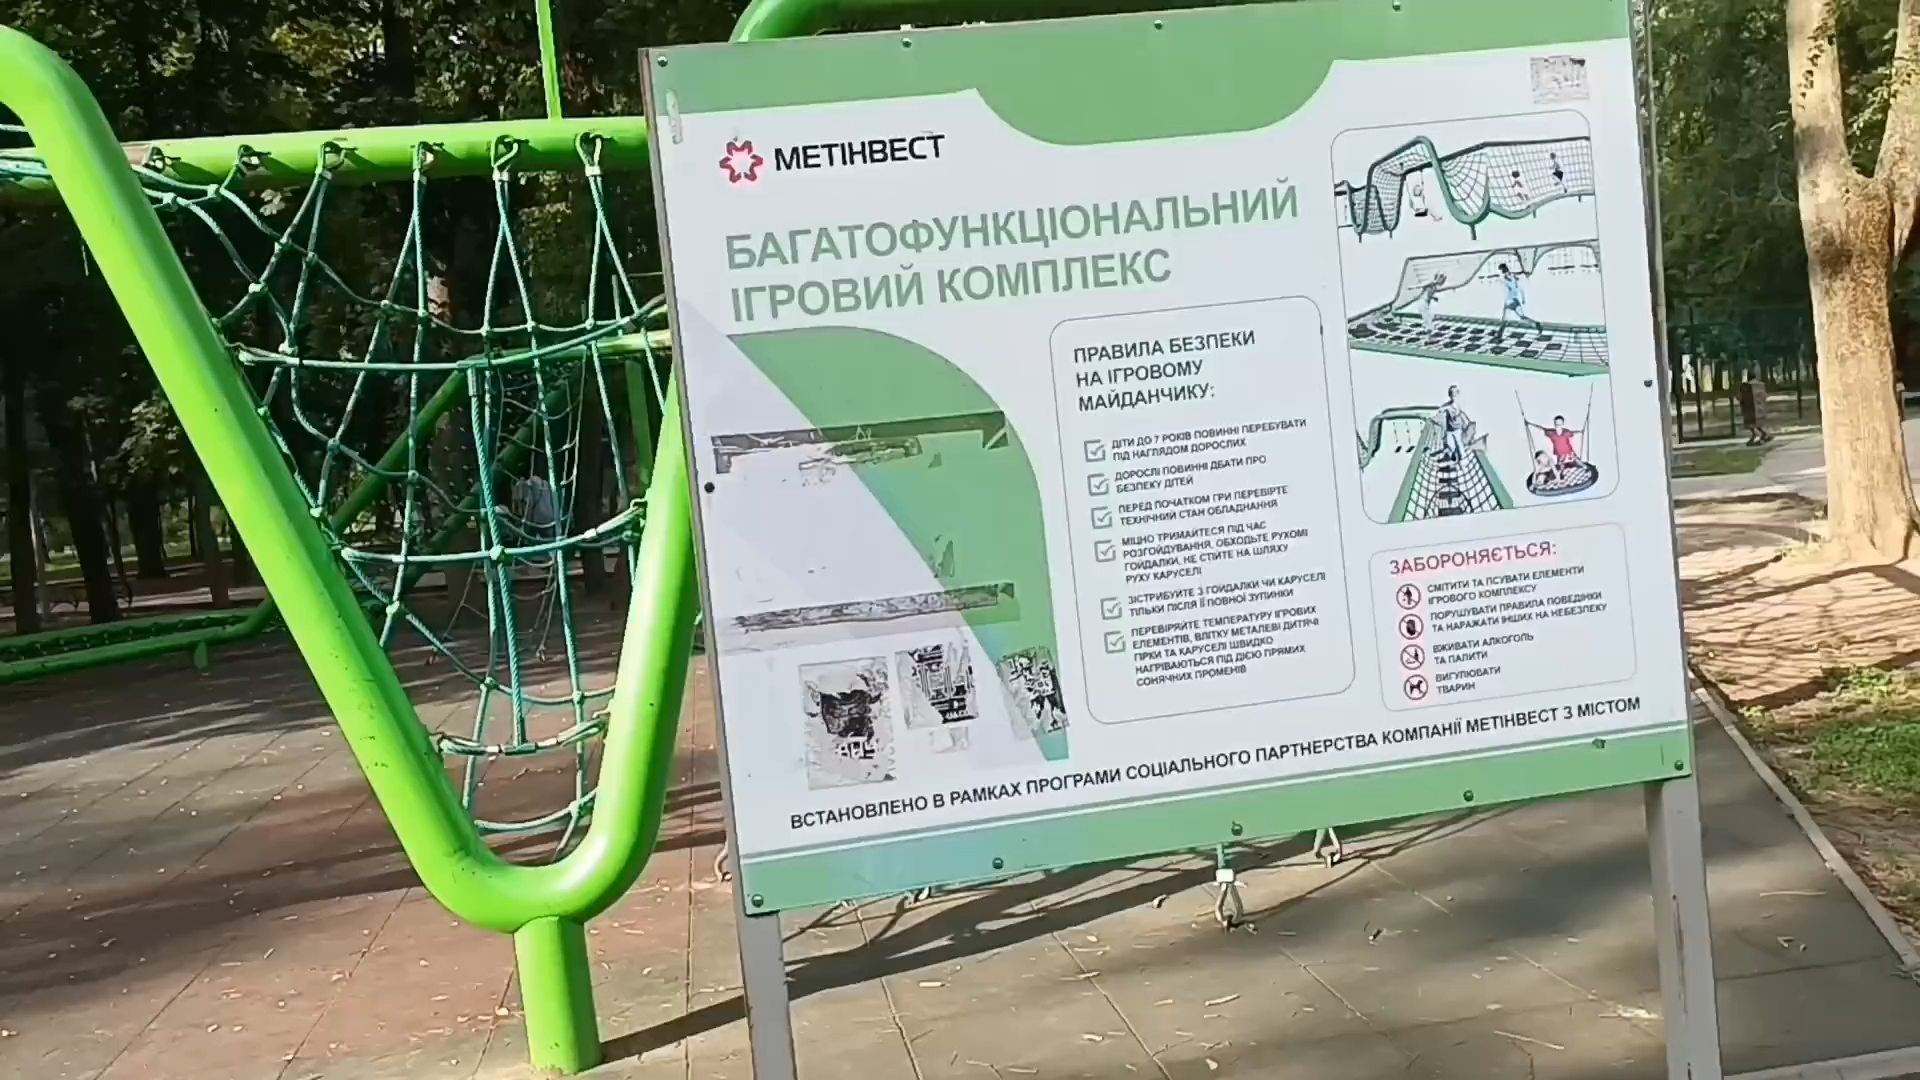 МЕТІНВЕСТ
БАГАТОФУНКЦІОНАЛЬНИЙ
ІГРОВИЙ КОМПЛЕКС
ПРАВИЛА БЕЗПЕКИ
НА ІГРОВОМУ
МАЙДАНЧИКУ:
ДІТИ ДО 7 РОКІВ ПОВИННІ ПЕРЕБУВАТИ
ПІД НАГЛЯДОМ ДОРОСЛИХ
ДОРОСЛІ ПОВИННІ ДБАТИ ПРО
БЕЗПЕКУ ДІТЕЙ
ПЕРЕД ПОЧАТКОМ ГРИ ПЕРЕВІРТЕ
ТЕХНІЧНИЙ СТАН ОБЛАДНАННЯ
МІЦНО ТРИМАЙТЕСЯ ПІД ЧАС
РОЗГОЙДУВАННЯ, ОБХОДЬТЕ РУХОМІ
ГОЙДАЛКИ, НЕ СТІЙТЕ НА ШЛЯХУ
РУХУ КАРУСЕЛІ
ЗІСТРИБУЙТЕ З ГОЙДАЛКИ ЧИ КАРУСЕЛІ
ТІЛЬКИ ПІСЛЯ ЇЇ ПОВНОЇ ЗУПИНКИ
ПЕРЕВІРЯЙТЕ ТЕМПЕРАТУРУ ІГРОВИХ
ЕЛЕМЕНТІВ, ВЛІТКУ МЕТАЛЕВІ ДИТЯЧІ
ГІРКИ ТА КАРУСЕЛІ ШВИДКО
НАГРІВАЮТЬСЯ ПІД ДІЄЮ ПРЯМИХ
СОНЯЧНИХ ПРОМЕНІВ
ЗАБОРОНЯЄТЬСЯ:
СМІТИТИ ТА ПСУВАТИ ЕЛЕМЕНТИ
ІГРОВОГО КОМПЛЕКСУ
ПОРУШУВАТИ ПРАВИЛА ПОВЕДІНКИ
ТА НАРАЖАТИ ІНШИХ НА НЕБЕЗПЕКУ
ВЖИВАТИ АЛКОГОЛЬ
ТА ПАЛИТИ
ВИГУЛЮВАТИ
ТВАРИН
ВСТАНОВЛЕНО В РАМКАХ ПРОГРАМИ СОЦІАЛЬНОГО ПАРТНЕРСТВА КОМПАНІЇ МЕТІНВЕСТ З МІСТОМ